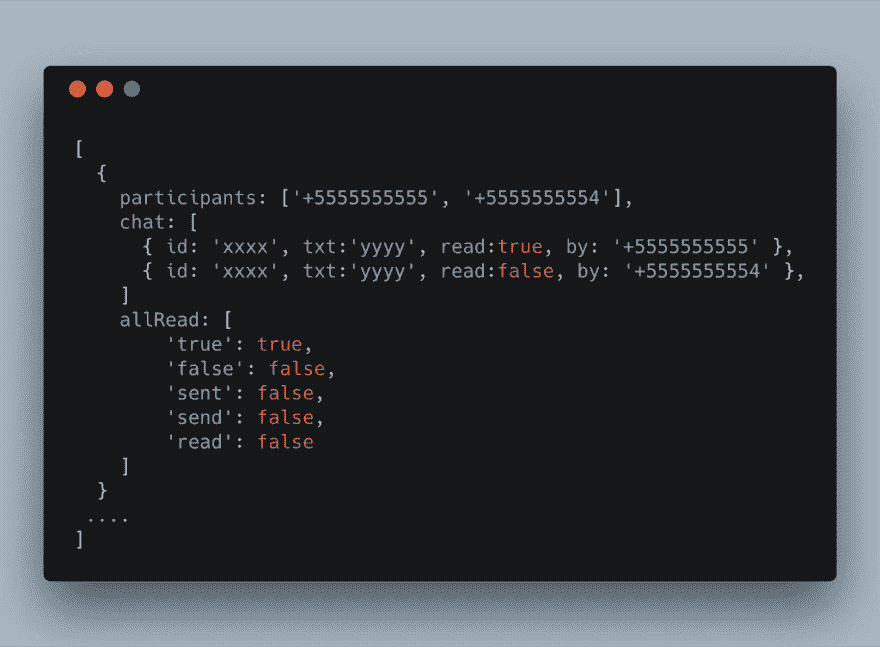 [
{
participants: ['+5555555555', '+5555555554'],
chat: [
{ id: 'xxxx', txt:'yyyy', read:true, by: '+5555555555' },
{ id: 'xxxx', txt:'yyyy', read:false, by: '+5555555554' },
]
allRead: [
'true': true,
'false': false,
'sent': false,
'send': false,
'read': false
]
}
....
]